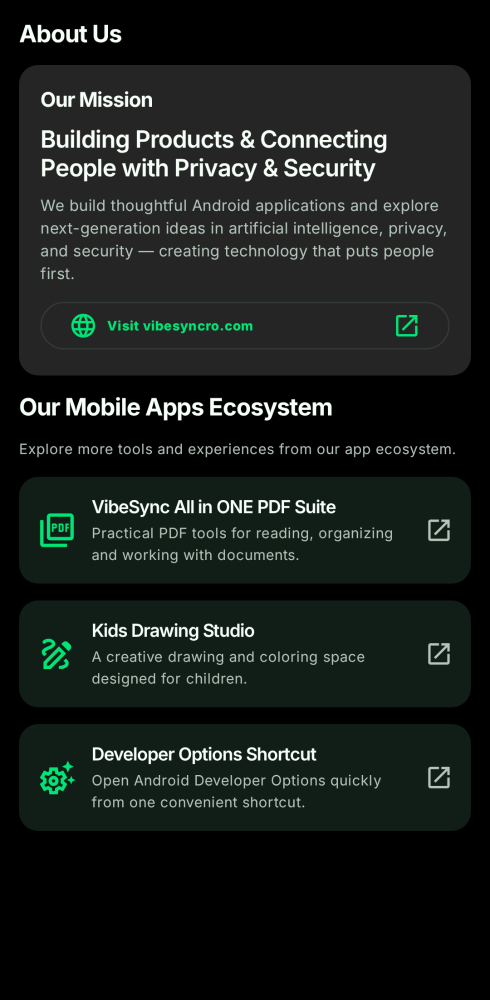 About Us
Our Mission
Building Products & Connecting
People with Privacy & Security
We build thoughtful Android applications and explore
next-generation ideas in artificial intelligence, privacy,
and security — creating technology that puts people
first.
Visit vibesyncro.com
Our Mobile Apps Ecosystem
Explore more tools and experiences from our app ecosystem.
PDF
VibeSync All in ONE PDF Suite
Practical PDF tools for reading, organizing
and working with documents.
Kids Drawing Studio
A creative drawing and coloring space
designed for children.
Developer Options Shortcut
Open Android Developer Options quickly
from one convenient shortcut.